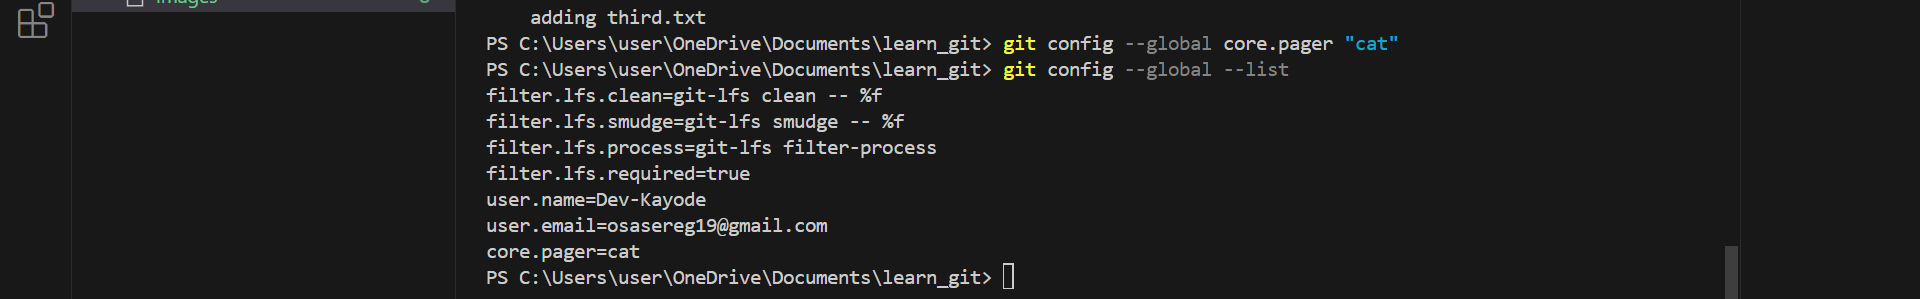 images
adding third.txt
PS C:\Users\user\OneDrive\Documents\learn_git> git config --global core.pager "cat"
PS C:\Users\user\OneDrive\Documents\learn_git> git config --global --list
filter.lfs.clean=git-lfs clean -- %f
filter.lfs.smudge=git-lfs smudge -- %f
filter.lfs.process=git-lfs filter-process
filter.lfs.required=true
user.name=Dev-Kayode
user.email=osasereg19@gmail.com
core.pager=cat
PS C:\Users\user\OneDrive\Documents\learn_git>